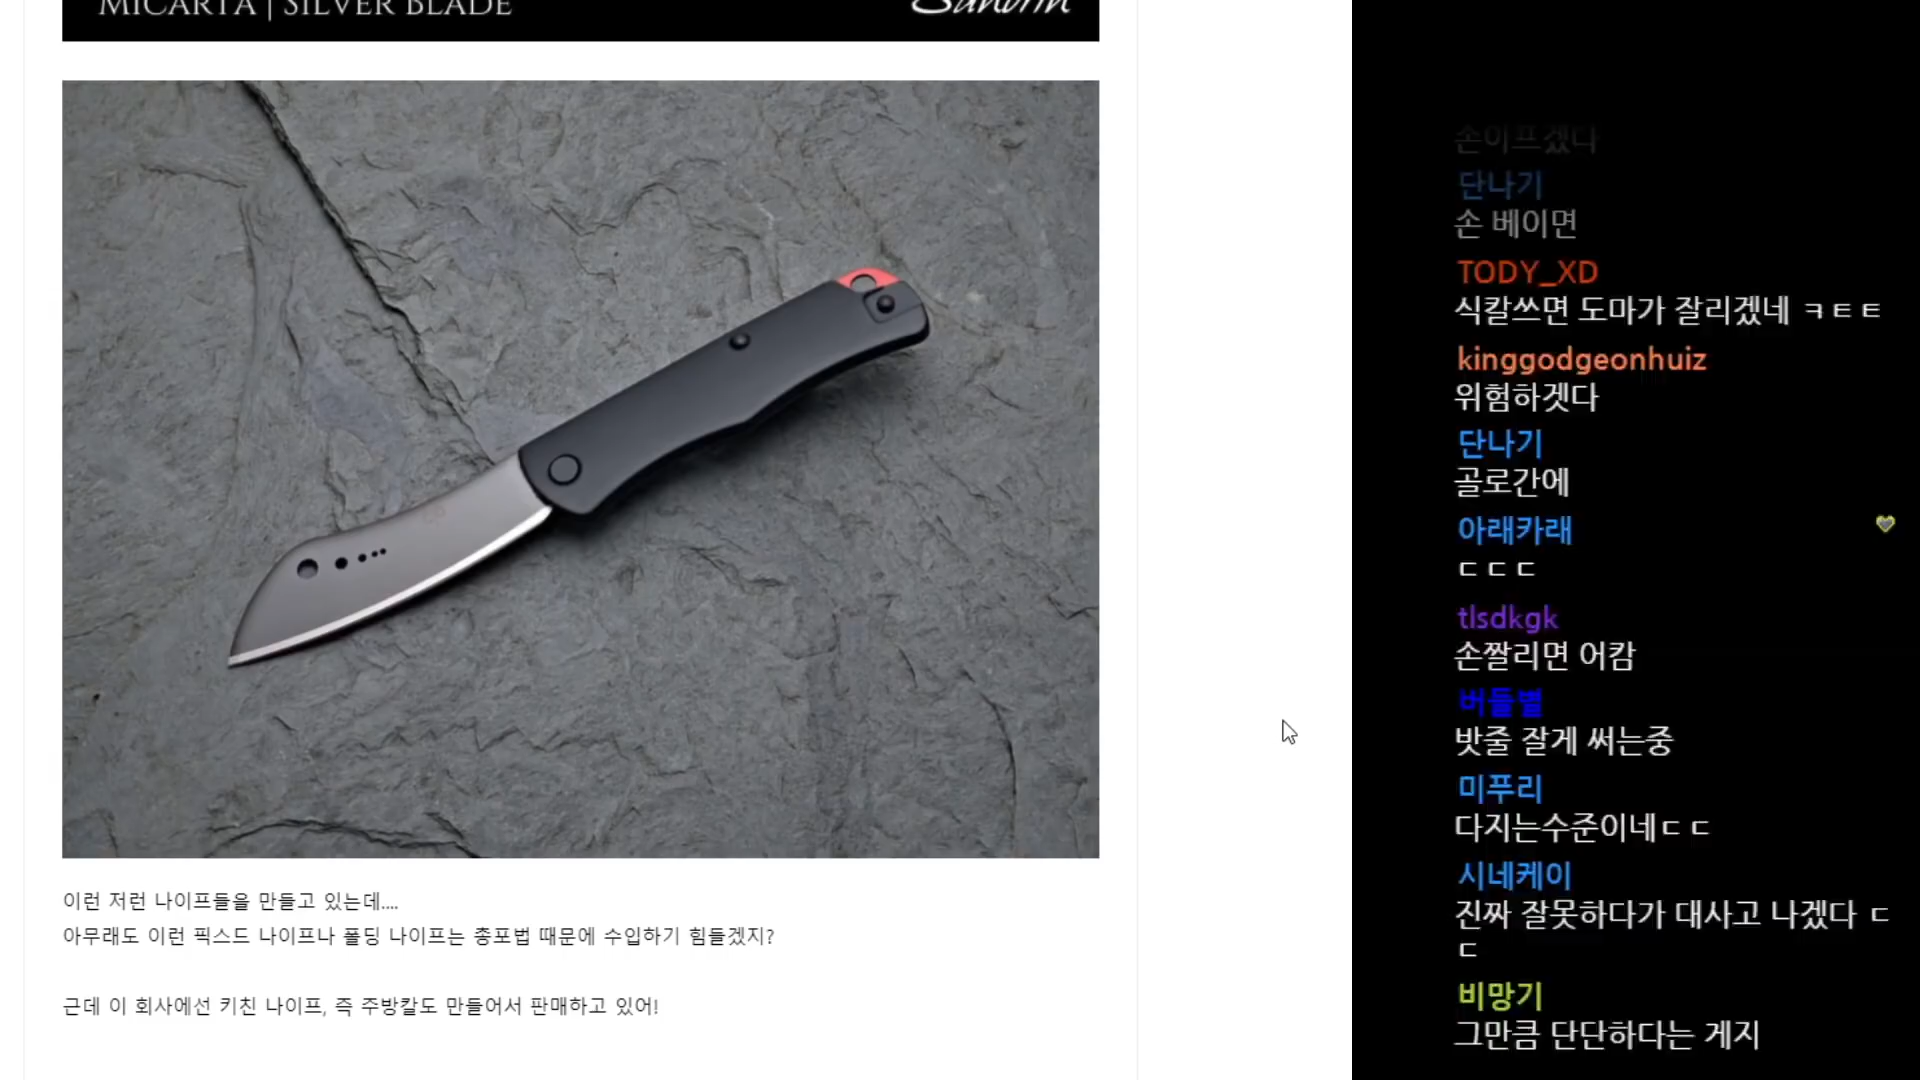 MICARTA | SILVER BLADE
Sandrin
이런 저런 나이프들을 만들고 있는데....
아무래도 이런 픽스드 나이프나 폴딩 나이프는 총포법 때문에 수입하기 힘들겠지?
근데 이 회사에선 키친 나이프, 즉 주방칼도 만들어서 판매하고 있어!
손이프겠다
단나기
손 베이면
TODY_XD
식칼쓰면 도마가 잘리겠네 ㅋㅌㅌ
kinggodgeonhuiz
위험하겟다
단나기
골로간에
아래카래
ㄷㄷㄷ
tlsdkgk
손짤리면 어캄
버들별
밧줄 잘게 써는중
미푸리
다지는수준이네ㄷㄷ
시네케이
진짜 잘못하다가 대사고 나겠다 ㄷ
ㄷ
비망기
그만큼 단단하다는 게지